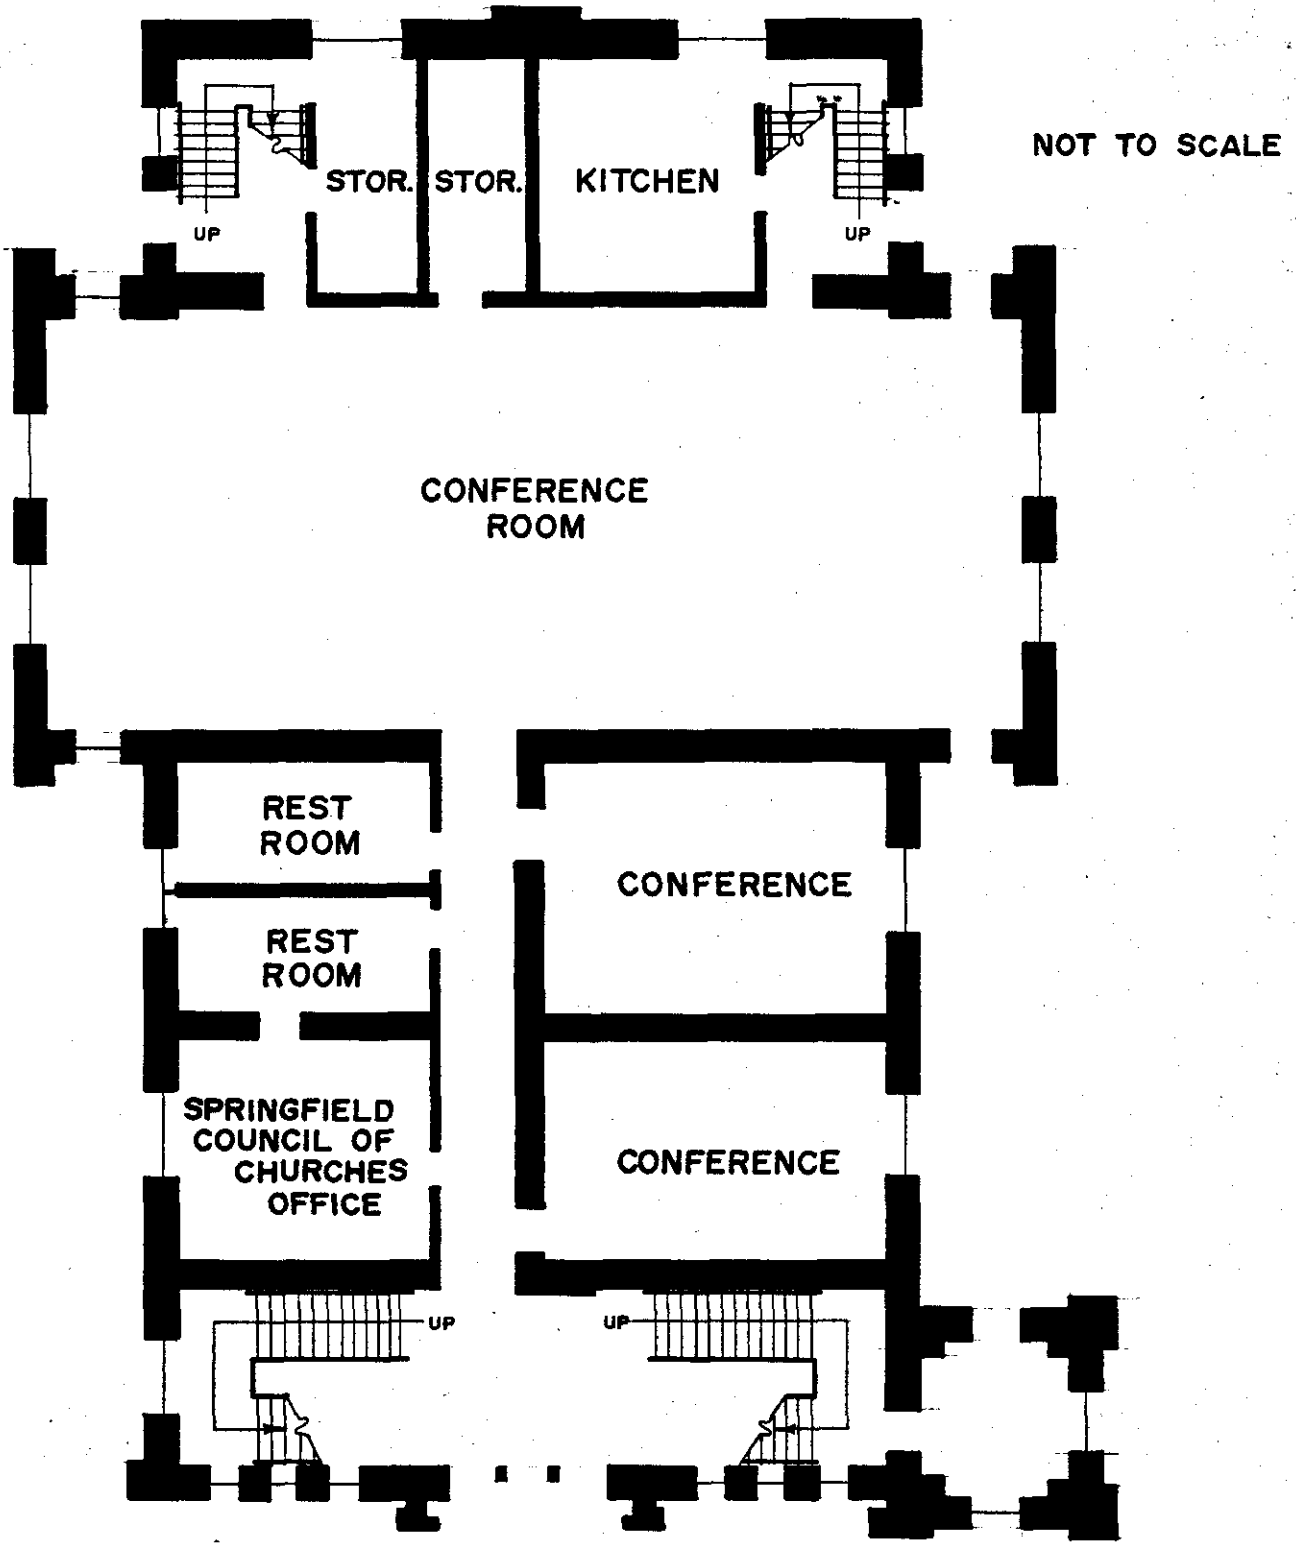 NOT TO SCALE
STOR.
STOR.
KITCHEN
UP
UP
CONFERENCE
ROOM
REST
ROOM
CONFERENCE
REST
ROOM
SPRINGFIELD
COUNCIL OF
CHURCHES
OFFICE
CONFERENCE
UP
UP